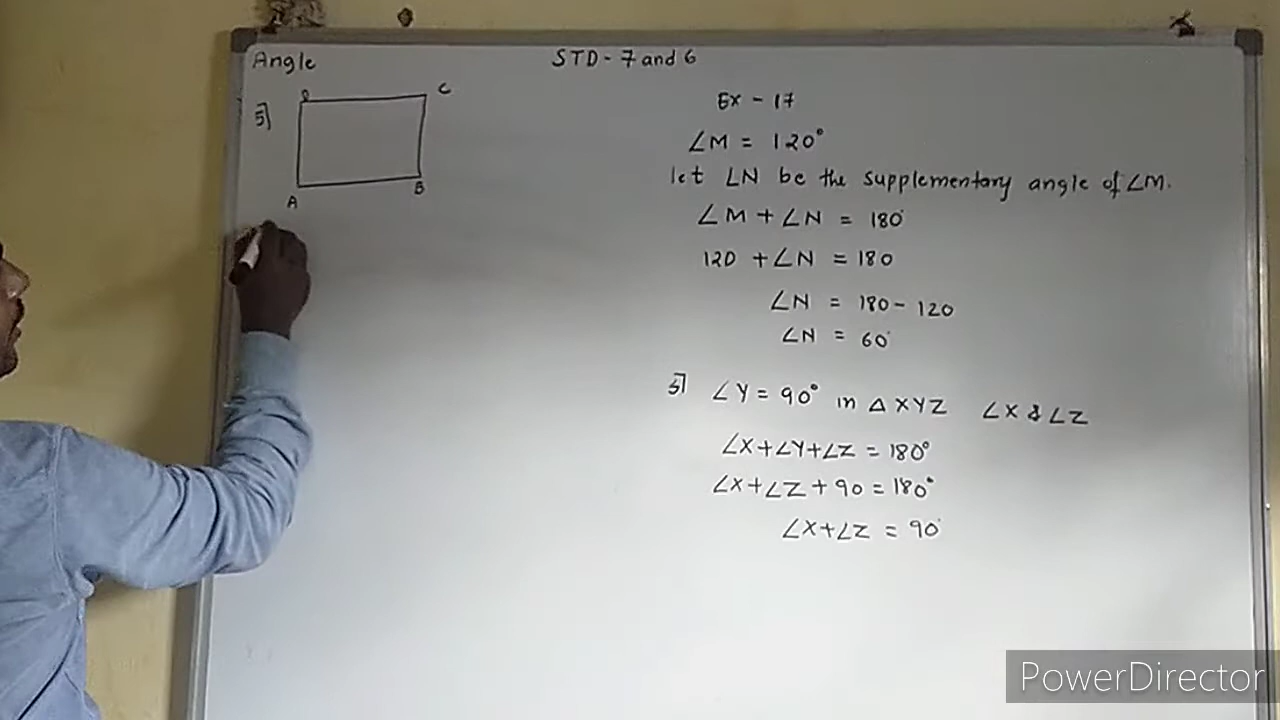 Angle
STD - 7 and 6
5]
D
C
A
B
Ex - 17
∠M = 120°
let ∠N be the supplementary angle of ∠M.
∠M + ∠N = 180°
120 + ∠N = 180
∠N = 180 - 120
∠N = 60°
5] ∠Y = 90° in △XYZ ∠X & ∠Z
∠X+∠Y+∠Z = 180°
∠X+∠Z + 90 = 180°
∠X+∠Z = 90°
PowerDirector